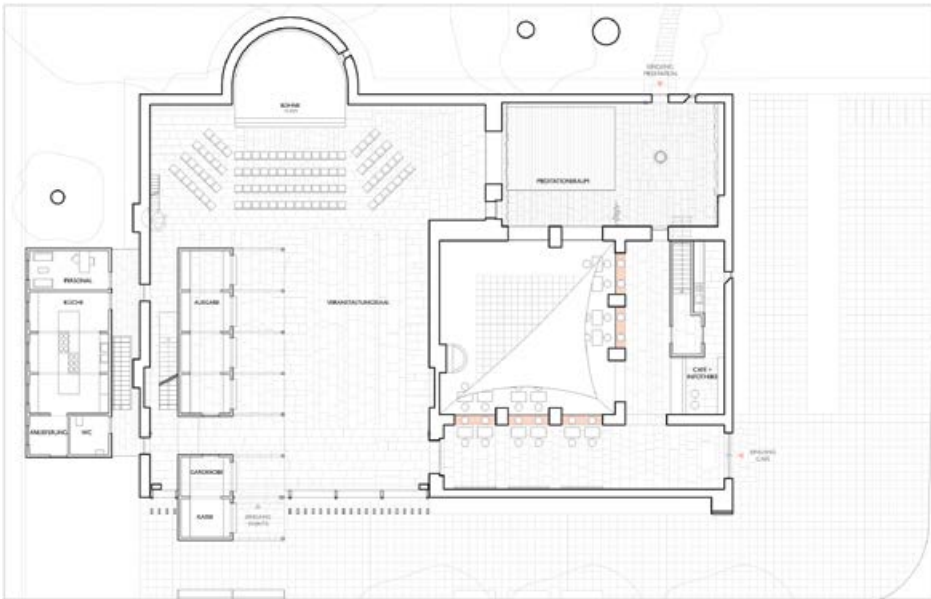 EINGANG
MEDITATION
BÜHNE
MEDITATIONSRAUM
PERSONAL
KÜCHE
AUSGABE
VERANSTALTUNGSSAAL
CAFE +
INFOTHEKE
ANLIEFERUNG
WC
GARDEROBE
EINGANG
CAFE
KASSE
EINGANG
EVENTS